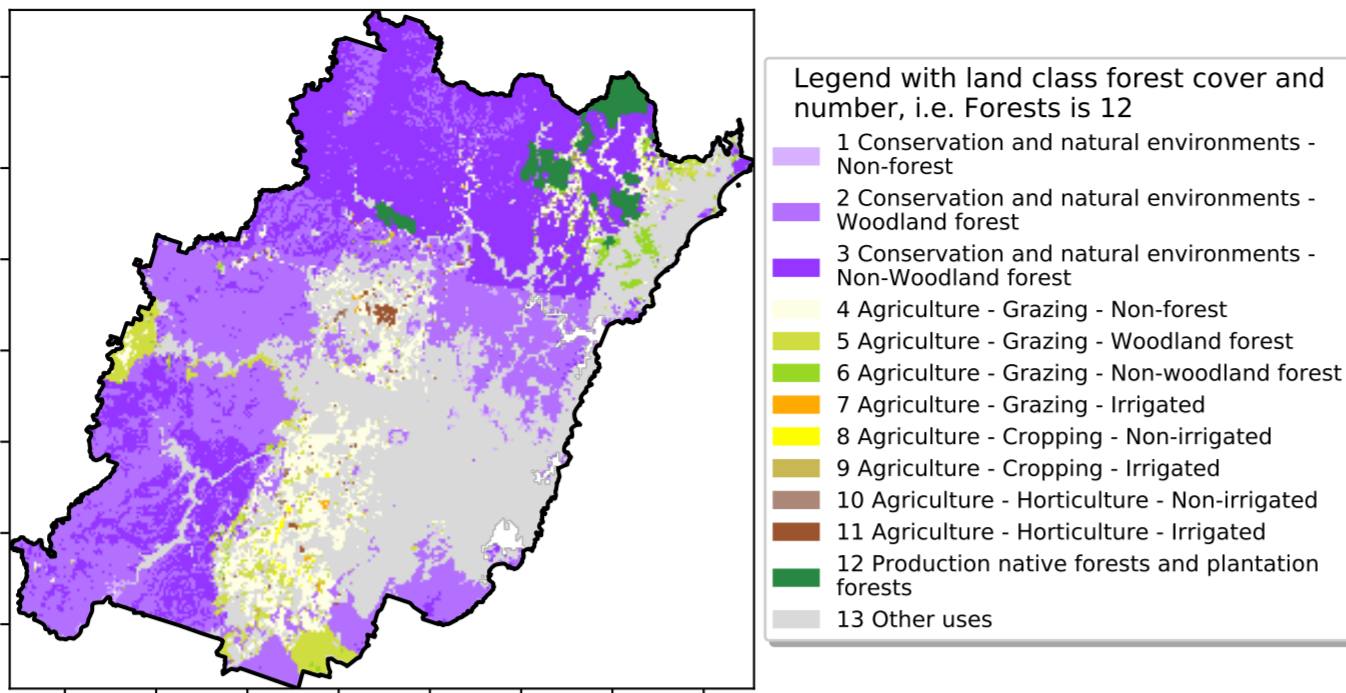 Legend with land class forest cover and
number, i.e. Forests is 12
1 Conservation and natural environments -
Non-forest
2 Conservation and natural environments -
Woodland forest
3 Conservation and natural environments -
Non-Woodland forest
4 Agriculture - Grazing - Non-forest
5 Agriculture - Grazing - Woodland forest
6 Agriculture - Grazing - Non-woodland forest
7 Agriculture - Grazing - Irrigated
8 Agriculture - Cropping - Non-irrigated
9 Agriculture - Cropping - Irrigated
10 Agriculture - Horticulture - Non-irrigated
11 Agriculture - Horticulture - Irrigated
12 Production native forests and plantation
forests
13 Other uses